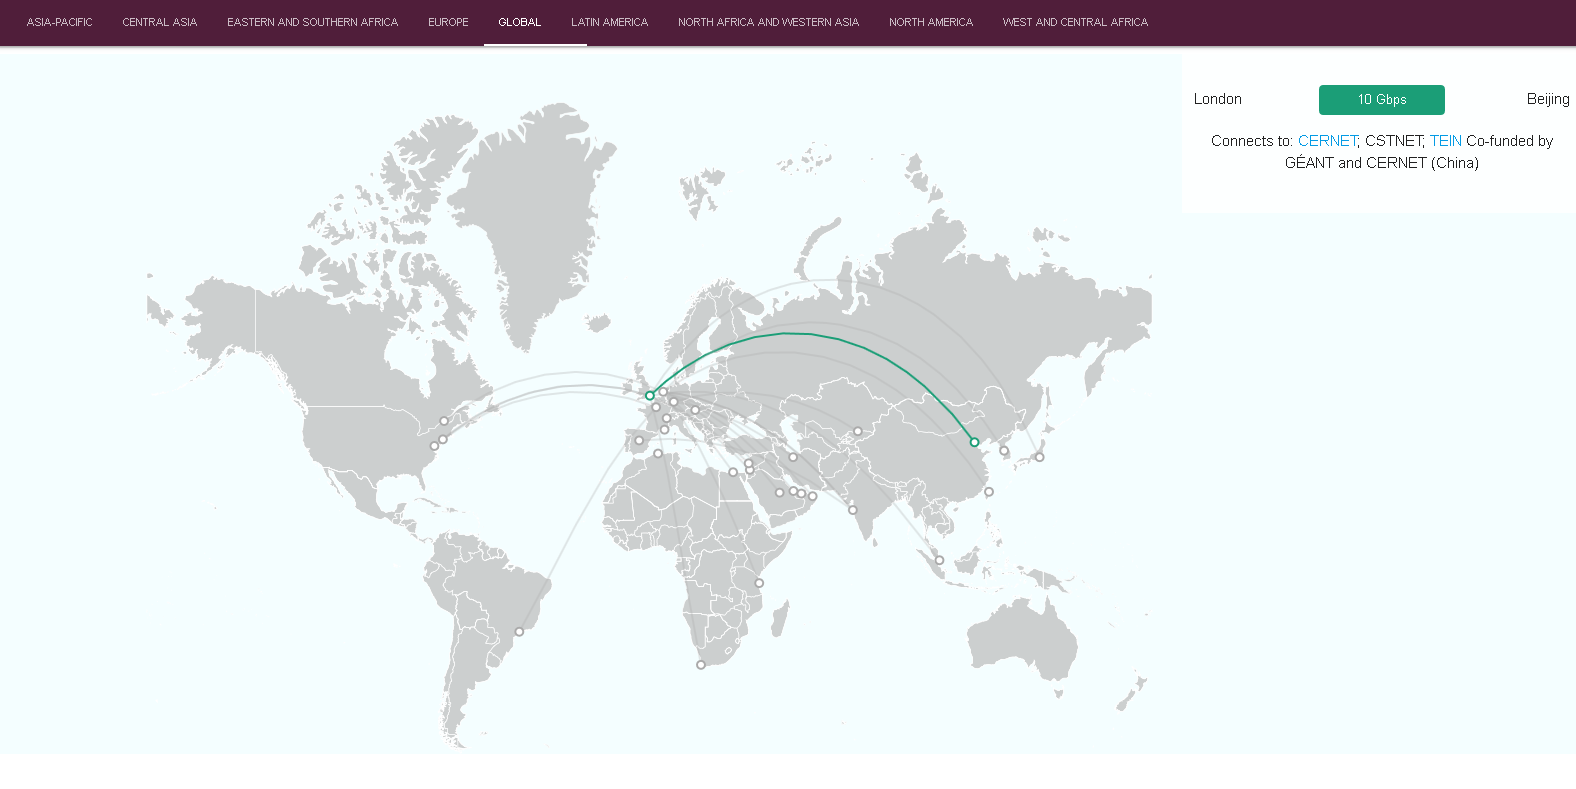 ASIA-PACIFIC CENTRAL ASIA EASTERN AND SOUTHERN AFRICA EUROPE GLOBAL LATIN AMERICA NORTH AFRICA AND WESTERN ASIA NORTH AMERICA WEST AND CENTRAL AFRICA
London 10 Gbps Beijing
Connects to: CERNET; CSTNET; TEIN Co-funded by
GÉANT and CERNET (China)